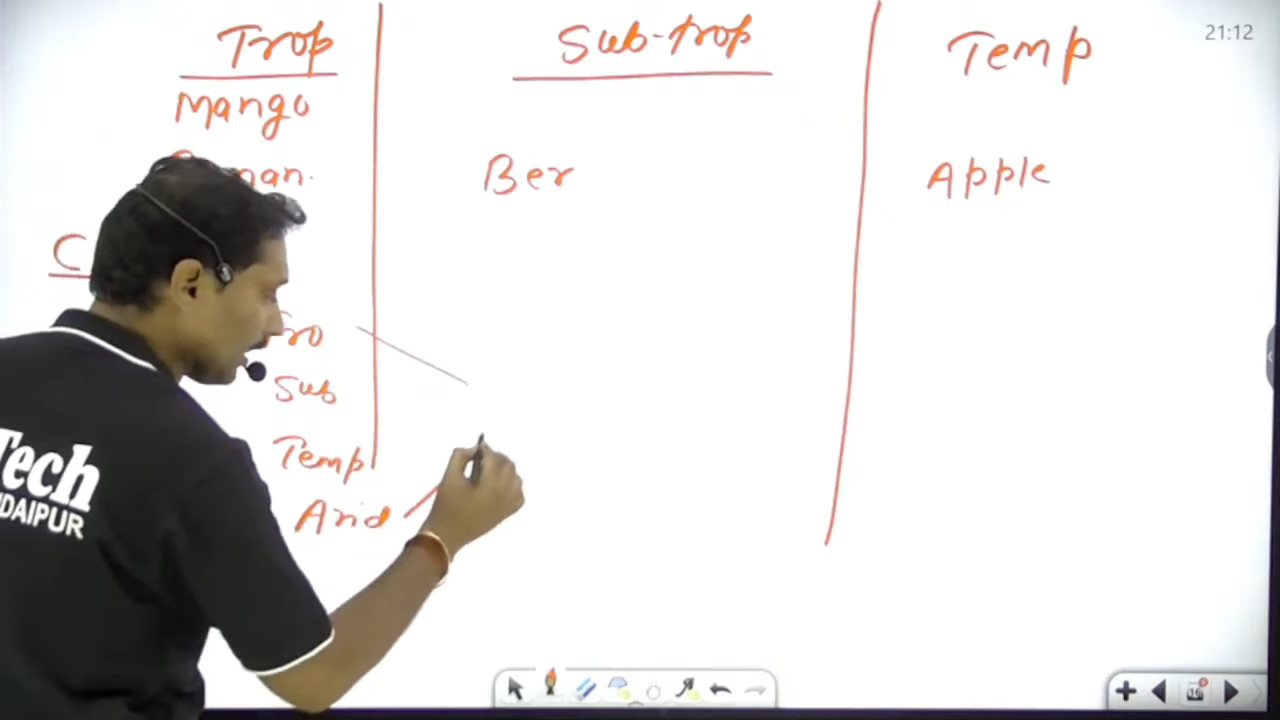 Trop Sub-trop Temp
21:12
Mango
Ber Apple
Sub
Temp
Arid
Tech
UDAIPUR